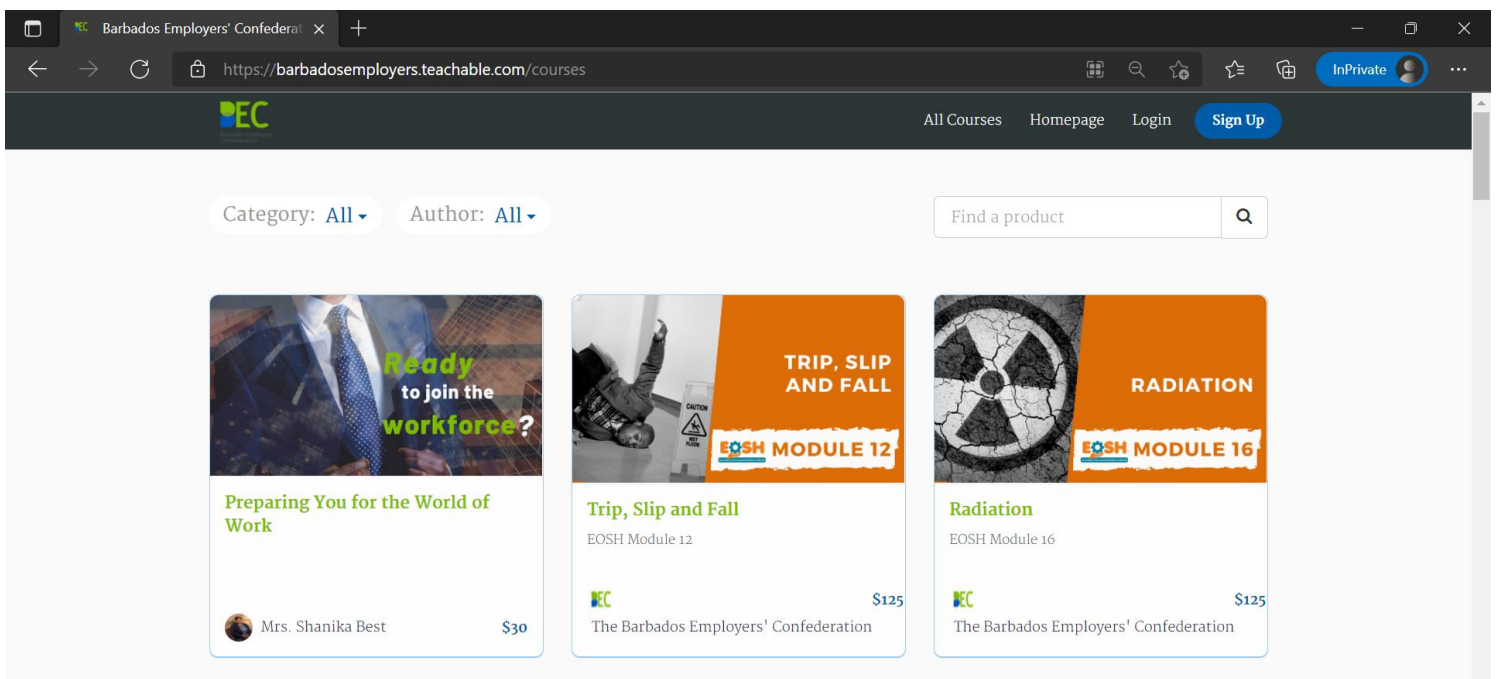 Barbados Employers' Confederat
https://barbadosemployers.teachable.com/courses
InPrivate
BEC
All Courses Homepage Login Sign Up
Category: All Author: All
Find a product
Ready
to join the
workforce?
Preparing You for the World of
Work
Mrs. Shanika Best $30
TRIP, SLIP
AND FALL
CAUTION
WET
FLOOR
EOSH MODULE 12
Trip, Slip and Fall
EOSH Module 12
BEC $125
The Barbados Employers' Confederation
RADIATION
EOSH MODULE 16
Radiation
EOSH Module 16
BEC $125
The Barbados Employers' Confederation